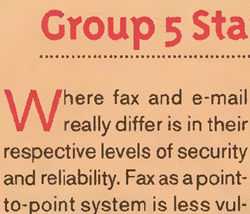 Group 5 Sta
Where fax and e-mail
really differ is in their
respective levels of security
and reliability. Fax as a point-
to-point system is less vul-